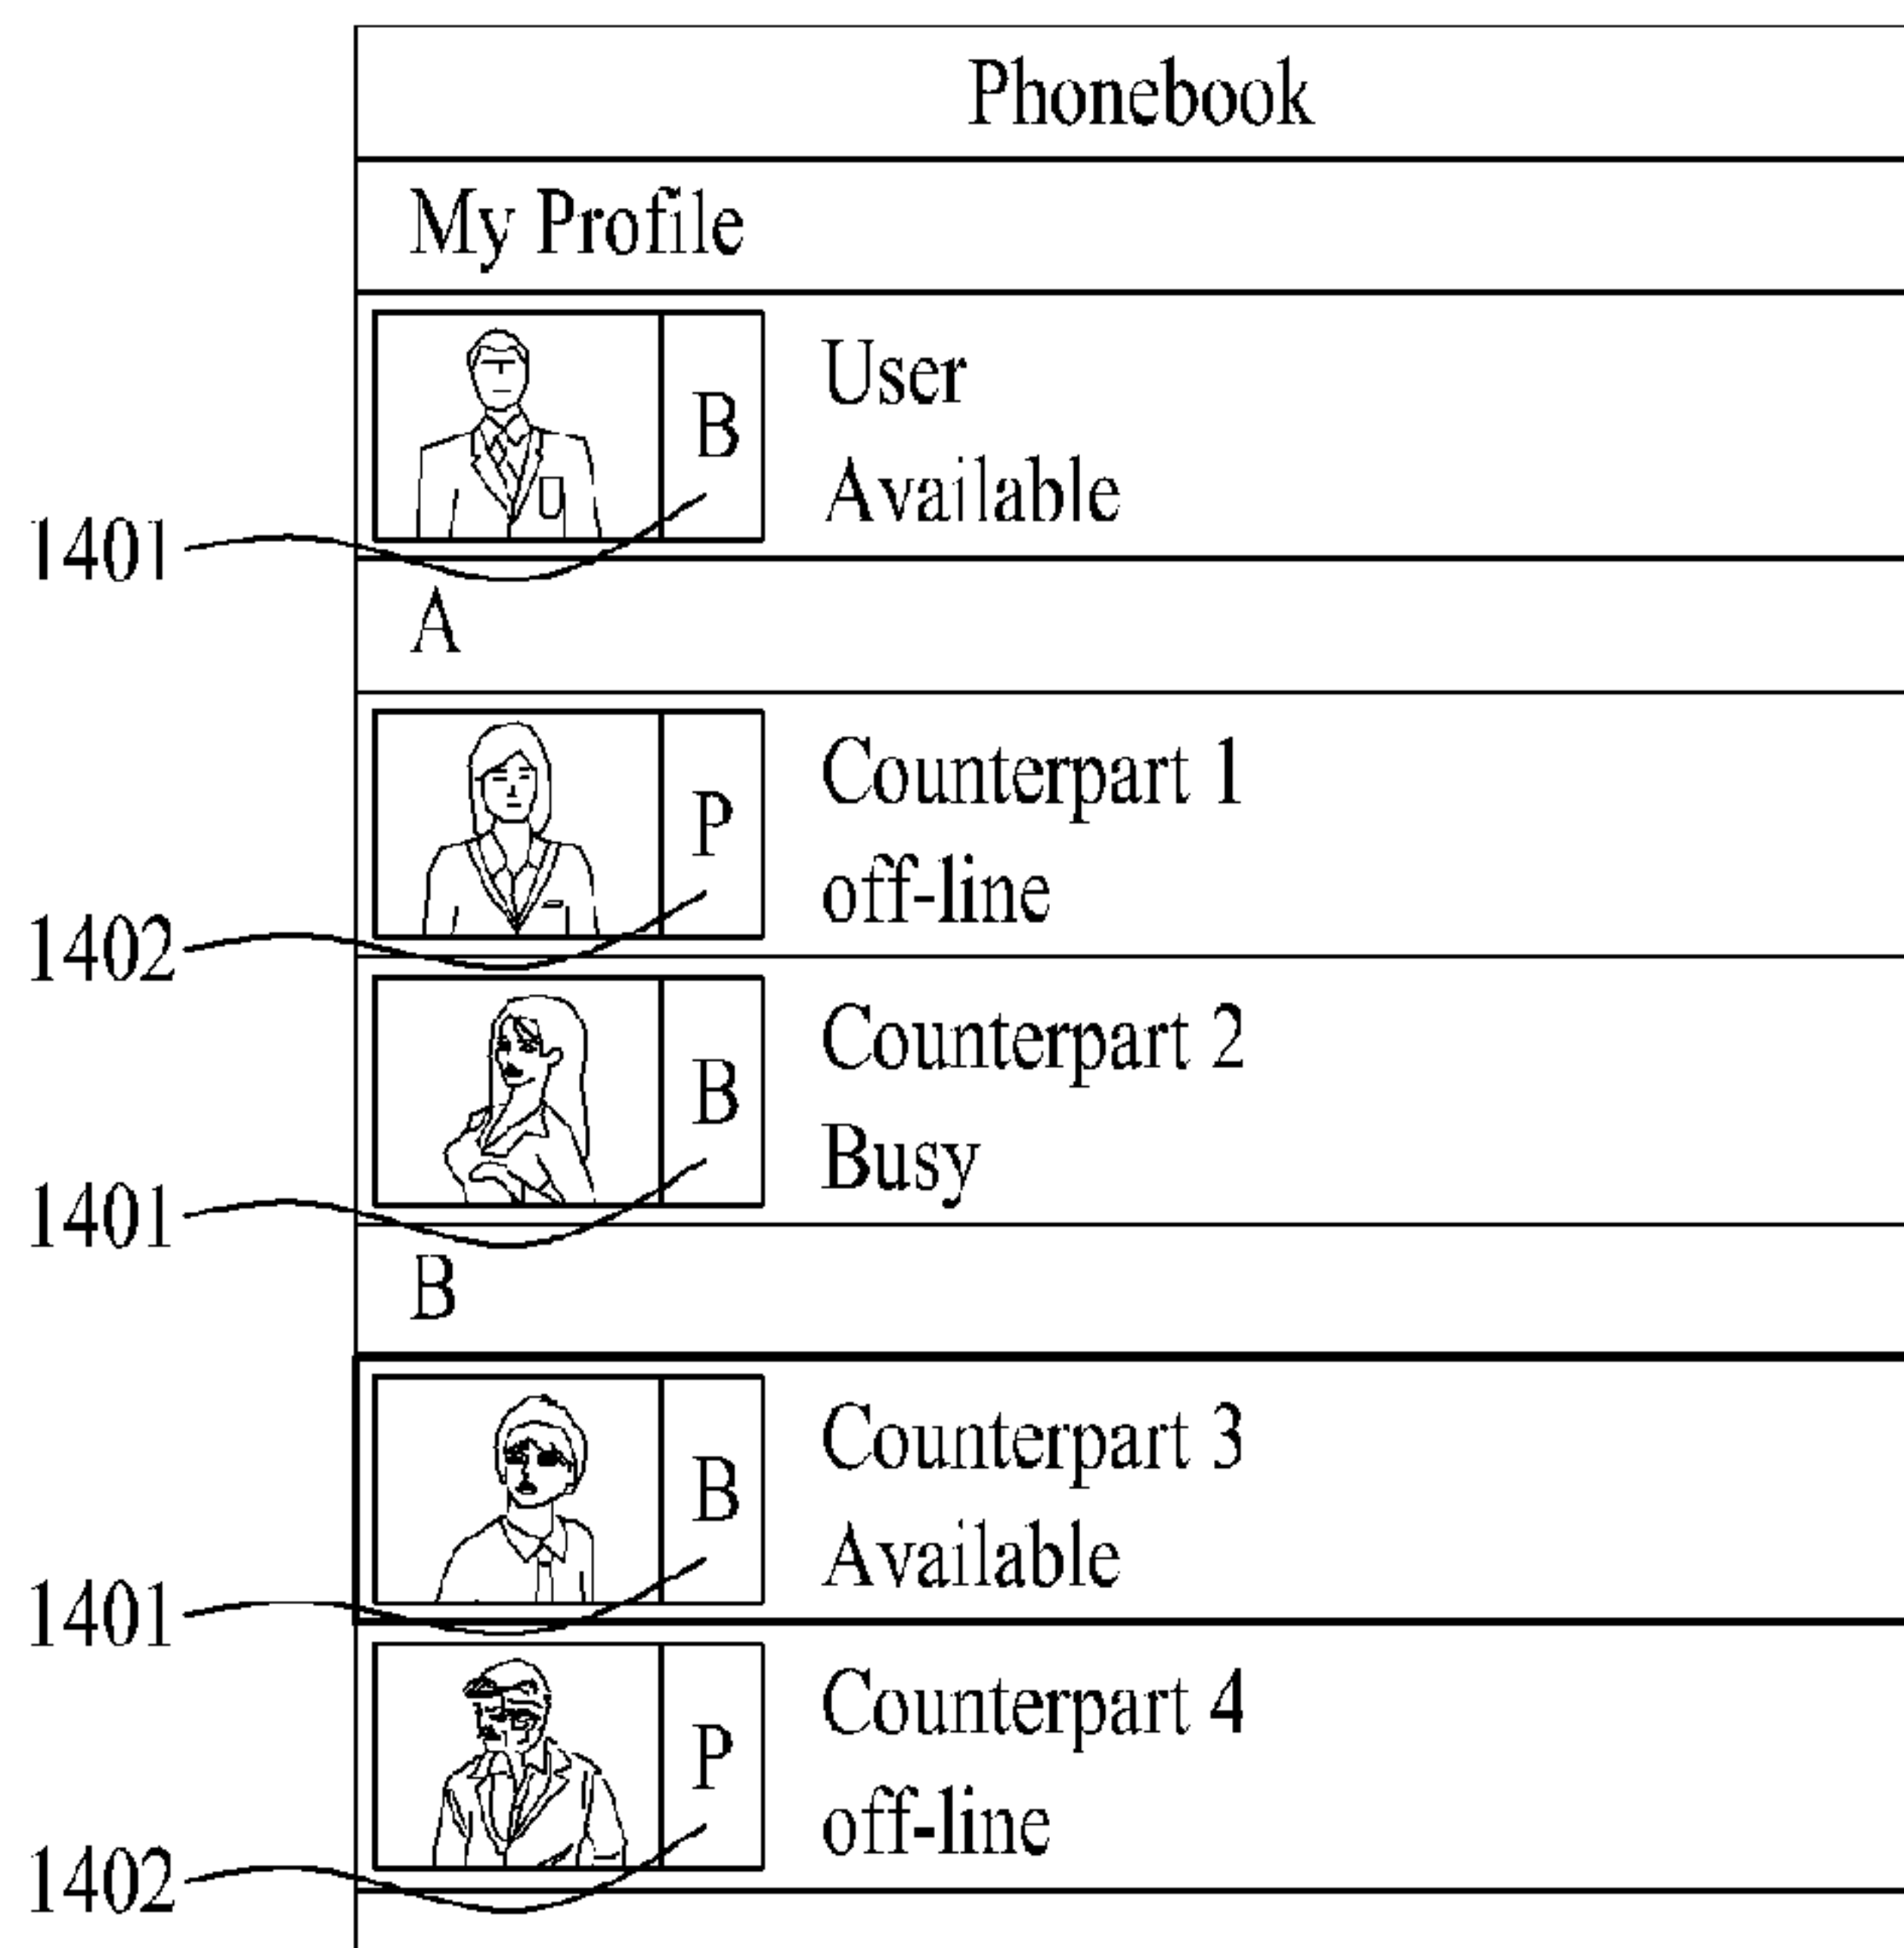 Phonebook
My Profile
B
User
Available
1401
A
P
Counterpart 1
off-line
1402
B
Counterpart 2
Busy
1401
B
B
Counterpart 3
Available
1401
P
Counterpart 4
off-line
1402